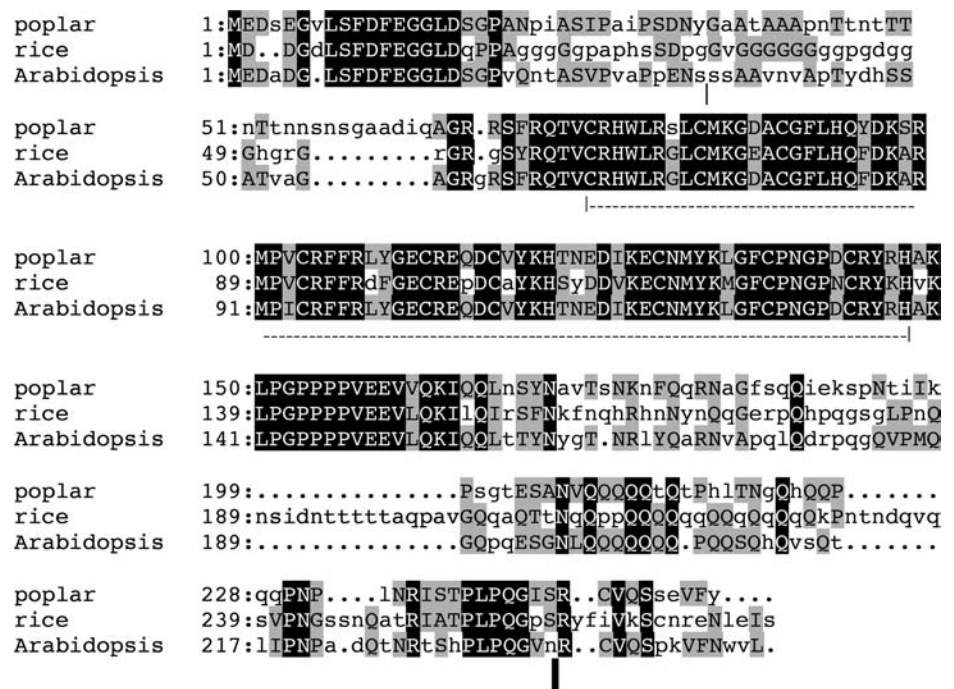 poplar 1:MEDsEGvLSFDFEGGLDSGPANpiASIPaiPSDNyGaAtAAApnTtntTT
rice 1:MD..DGdLSFDFEGGLDqPPAgggGgpaphsSDpgGvGGGGGGggpgdgg
Arabidopsis 1:MEDaDG.LSFDFEGGLDSGPvQntASVPvaPpENsssAAvnvApTydhSS
poplar 51:nTtnnsnsgaadiqAGR.RSFRQTVCRHWLRsLCMKGDACGFLHQYDKSR
rice 49:GhgrG.........rGR.gSYRQTVCRHWLRGLCMKGEACGFLHQFDKAR
Arabidopsis 50:ATvaG.........AGRgRSFRQTVCRHWLRGLCMKGDACGFLHQFDKAR
poplar 100:MPVCRFFRLYGECREQDCVYKHTNEDIKECNMYKLGFCPNGPDCRYRHAK
rice 89:MPVCRFFRdFGECREpDCaYKHSyDDVKECNMYKMGFCPNGPNCRYKHvK
Arabidopsis 91:MPICRFFRLYGECREQDCVYKHTNEDIKECNMYKLGFCPNGPDCRYRHAK
poplar 150:LPGPPPPVEEVVQKIQQLnSYNavTsNKnFQqRNaGfsqQiekspNtiIk
rice 139:LPGPPPPVEEVLQKIlQIrSFNkfnqhRhnNynQqGerpQhpqgsgLPnQ
Arabidopsis 141:LPGPPPPVEEVLQKIQQLtTYNygT.NRlYQaRNvApqlQdrpqgQVPMQ
poplar 199:...............PsgtESANVQQQQQtQtPhlTNgQhQQP.......
rice 189:nsidntttttaqpavGQqaQTtNqQppQQQQqqQQqQqQqQkPntndqvq
Arabidopsis 189:...............GQpqESGNLQQQQQQQ.PQQSQhQvsQt.......
poplar 228:qqPNP....lNRISTPLPQGISR..CVQSseVFy....
rice 239:sVPNGssnQatRIATPLPQGpSRyfiVkScnreNleIs
Arabidopsis 217:lIPNPa.dQtNRtShPLPQGVnR..CVQSpkVFNwvL.